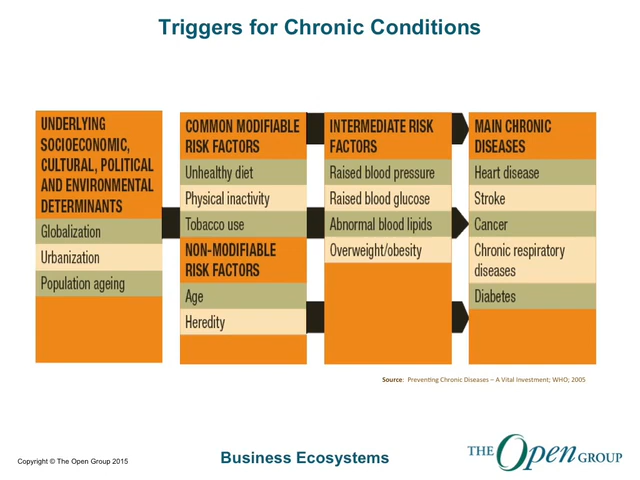 Triggers for Chronic Conditions
UNDERLYING
SOCIOECONOMIC,
CULTURAL, POLITICAL
AND ENVIRONMENTAL
DETERMINANTS
Globalization
Urbanization
Population ageing
COMMON MODIFIABLE
RISK FACTORS
Unhealthy diet
Physical inactivity
Tobacco use
NON-MODIFIABLE
RISK FACTORS
Age
Heredity
INTERMEDIATE RISK
FACTORS
Raised blood pressure
Raised blood glucose
Abnormal blood lipids
Overweight/obesity
MAIN CHRONIC
DISEASES
Heart disease
Stroke
Cancer
Chronic respiratory
diseases
Diabetes
Source: Preventing Chronic Diseases – A Vital Investment; WHO; 2005
Copyright © The Open Group 2015
Business Ecosystems
THE Open GROUP